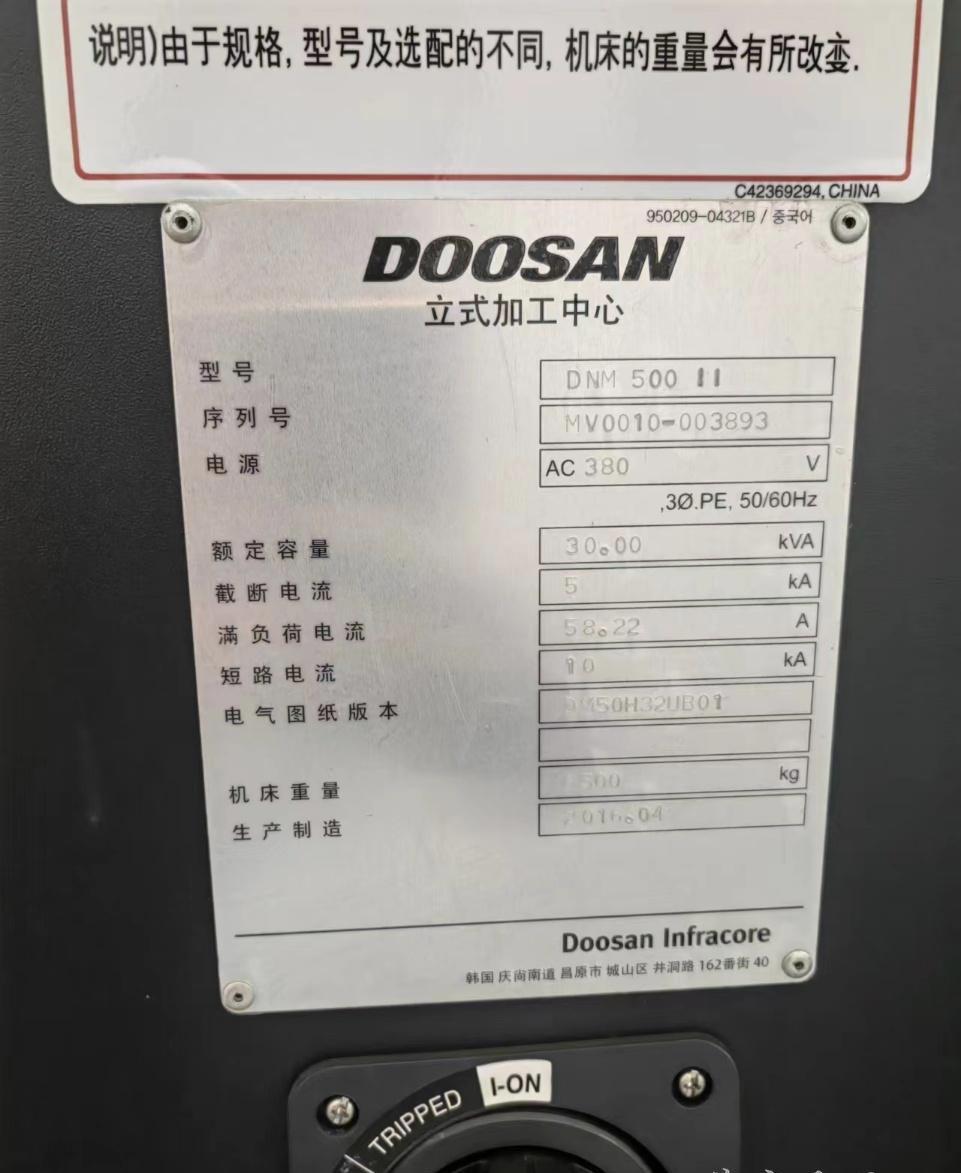 说明)由于规格, 型号及选配的不同, 机床的重量会有所改变.
C42369294, CHINA
950209-04321B / 중국어
DOOSAN
立式加工中心
型号 DNM 500 II
序列号 MV0010-003893
电源 AC 380 V
,3Ø.PE, 50/60Hz
额定容量 30.00 kVA
截断电流 5 kA
满负荷电流 58.22 A
短路电流 10 kA
电气图纸版本 DM50H32UB01
机床重量 500 kg
生产制造 2016.04
Doosan Infracore
韩国 庆尚南道 昌原市 城山区 井洞路 162番街 40
I-ON
TRIPPED